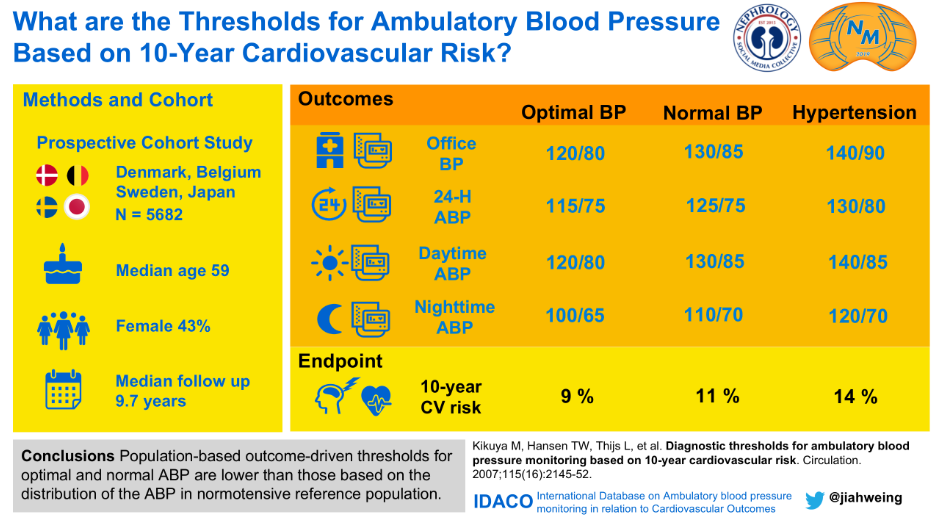 What are the Thresholds for Ambulatory Blood Pressure
Based on 10-Year Cardiovascular Risk?
NEPHROLOGY
EST 2017
SOCIAL MEDIA COLLECTIVE
NM
2019
Methods and Cohort
Prospective Cohort Study
Denmark, Belgium
Sweden, Japan
N = 5682
Median age 59
Female 43%
Median follow up
9.7 years
Outcomes
Optimal BP Normal BP Hypertension
Office
BP
120/80 130/85 140/90
24
24-H
ABP
115/75 125/75 130/80
Daytime
ABP
120/80 130/85 140/85
Nighttime
ABP
100/65 110/70 120/70
Endpoint
10-year
CV risk
9 % 11 % 14 %
Conclusions Population-based outcome-driven thresholds for
optimal and normal ABP are lower than those based on the
distribution of the ABP in normotensive reference population.
Kikuya M, Hansen TW, Thijs L, et al. Diagnostic thresholds for ambulatory blood
pressure monitoring based on 10-year cardiovascular risk. Circulation.
2007;115(16):2145-52.
IDACO International Database on Ambulatory blood pressure
monitoring in relation to Cardiovascular Outcomes
@jiahweing